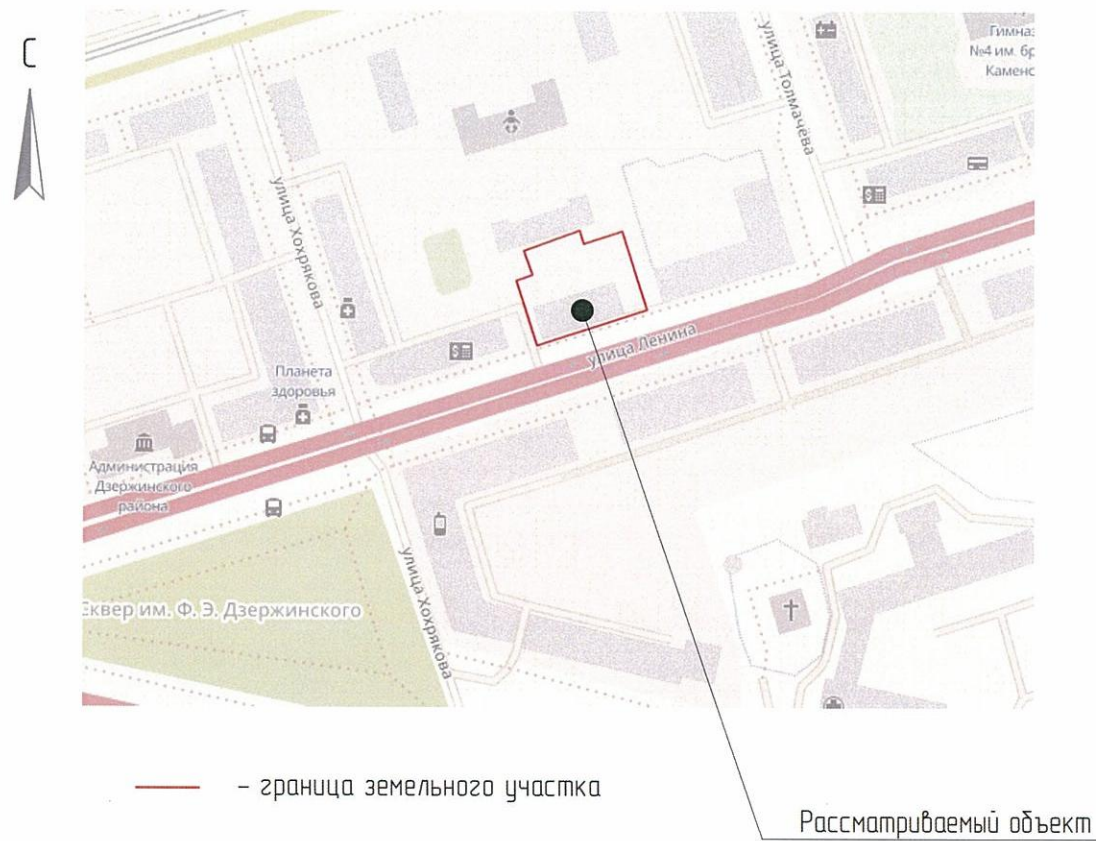 С
Гимназ
№4 им. бр
Каменс
улица Толмачёва
улица Хохрякова
улица Ленина
Планета
здоровья
Администрация
Дзержинского
района
улица Хохрякова
Сквер им. Ф. Э. Дзержинского
- граница земельного участка
Рассматриваемый объект